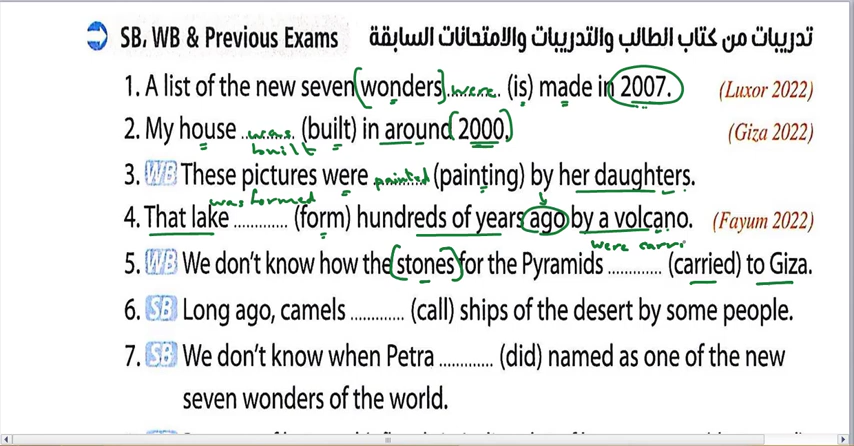 SB, WB & Previous Exams تدريبات من كتاب الطالب والتدريبات والامتحانات السابقة
1. A list of the new seven (wonders) were (is) made in 2007. (Luxor 2022)
2. My house was built (built) in around (2000.) (Giza 2022)
3. WB These pictures were painted (painting) by her daughters.
was formed
4. That lake ............ (form) hundreds of years ago by a volcano. (Fayum 2022)
were carri
5. WB We don't know how the (stones) for the Pyramids ............ (carried) to Giza.
6. SB Long ago, camels ............ (call) ships of the desert by some people.
7. SB We don't know when Petra ............ (did) named as one of the new
seven wonders of the world.